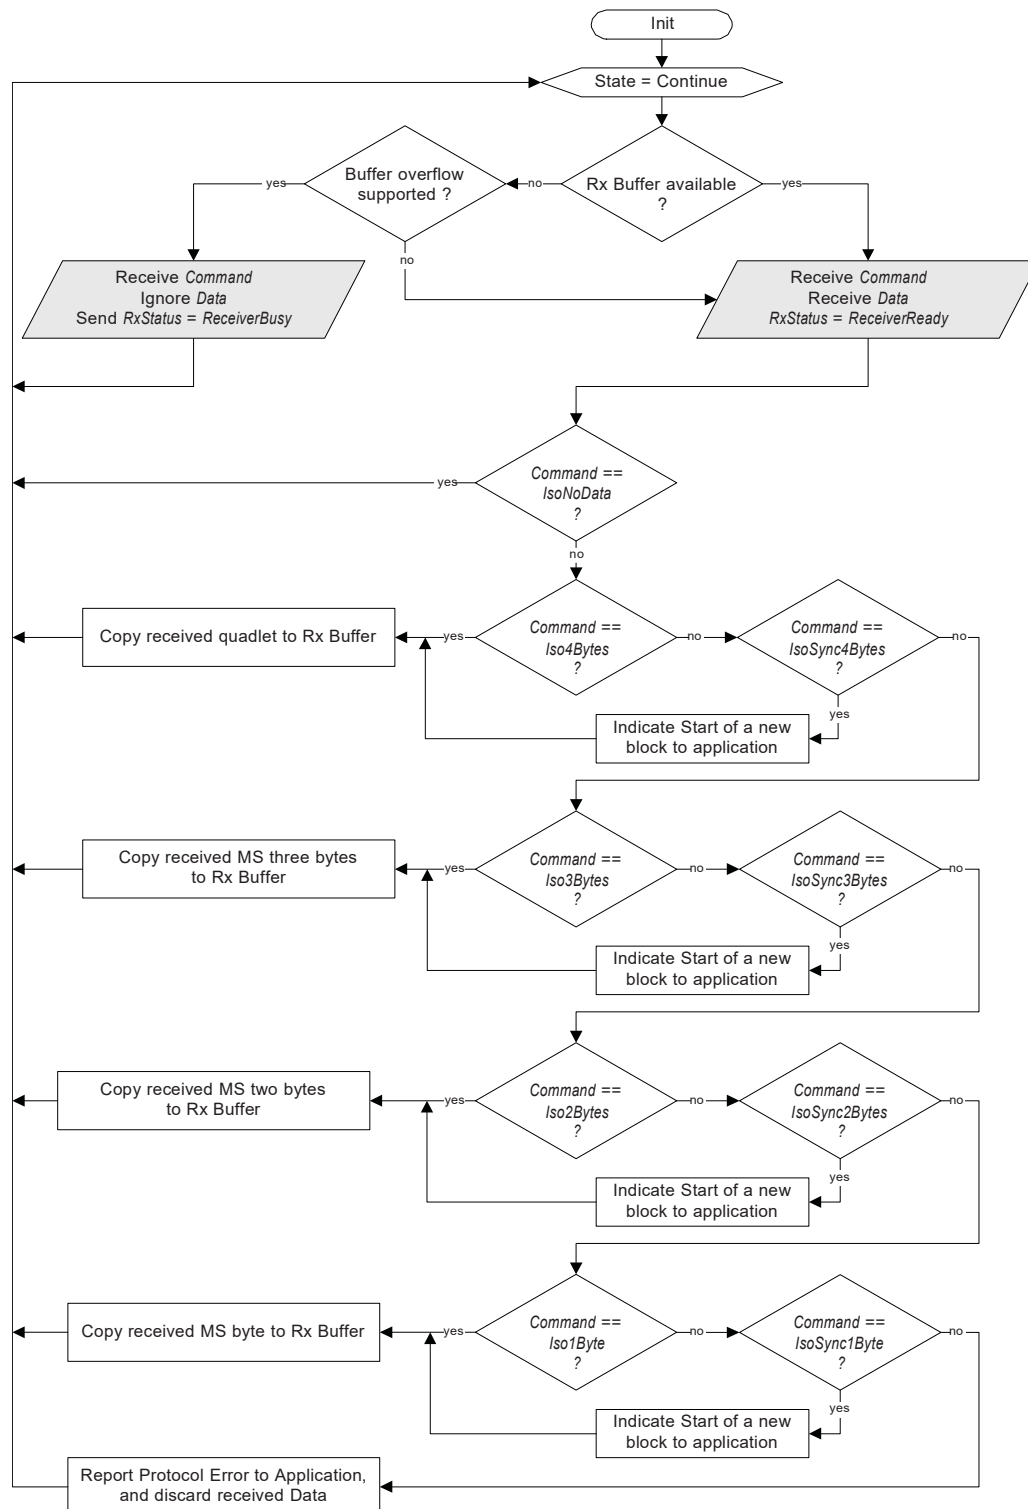 Init
State = Continue
Buffer overflow
supported ?
yes
no
Rx Buffer available
?
yes
no
Receive Command
Ignore Data
Send RxStatus = ReceiverBusy
Receive Command
Receive Data
RxStatus = ReceiverReady
yes
Command ==
IsoNoData
?
no
Copy received quadlet to Rx Buffer
yes
Command ==
Iso4Bytes
?
no
Command ==
IsoSync4Bytes
?
no
yes
Indicate Start of a new
block to application
Copy received MS three bytes
to Rx Buffer
yes
Command ==
Iso3Bytes
?
no
Command ==
IsoSync3Bytes
?
no
yes
Indicate Start of a new
block to application
Copy received MS two bytes
to Rx Buffer
yes
Command ==
Iso2Bytes
?
no
Command ==
IsoSync2Bytes
?
no
yes
Indicate Start of a new
block to application
Copy received MS byte to Rx Buffer
yes
Command ==
Iso1Byte
?
no
Command ==
IsoSync1Byte
?
no
yes
Indicate Start of a new
block to application
Report Protocol Error to Application,
and discard received Data